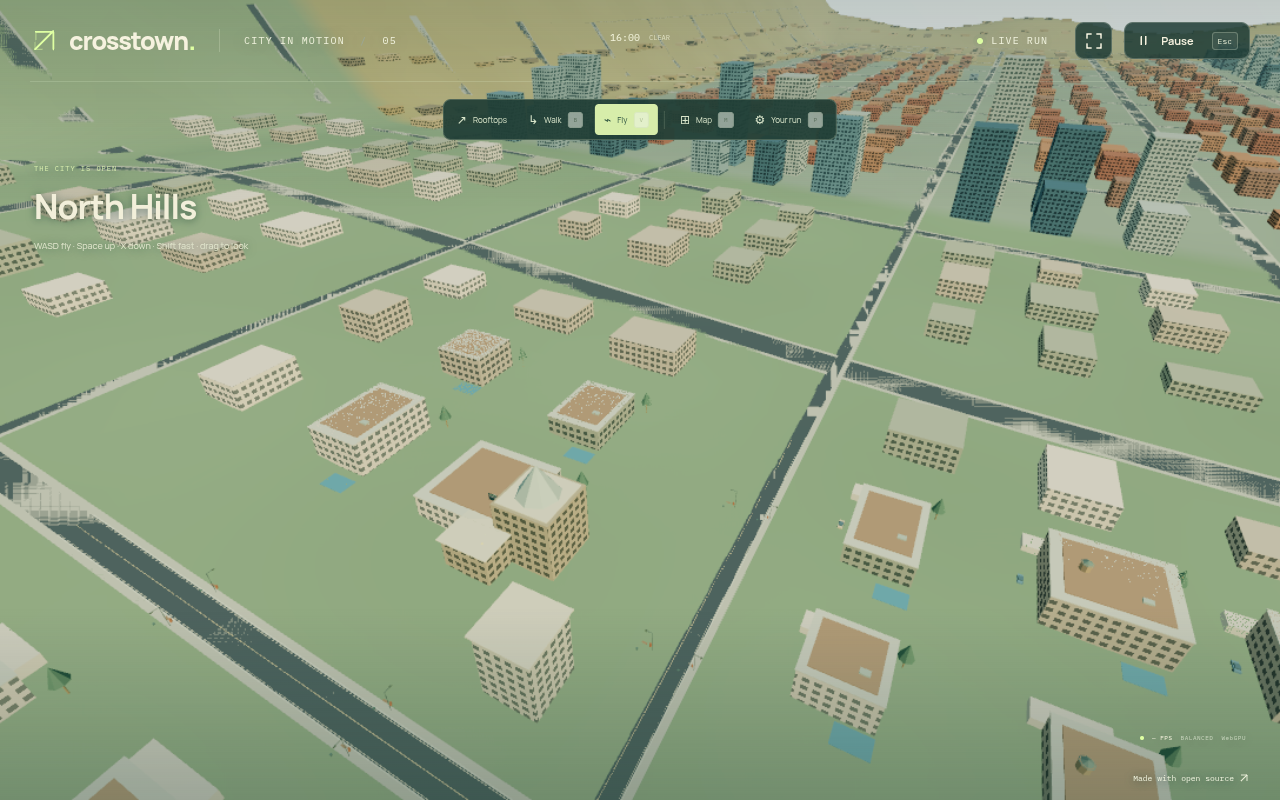 crosstown.
CITY IN MOTION 05
16:00 CLEAR
LIVE RUN
Pause Esc
Rooftops Walk Fly Map Your run
THE CITY IS OPEN
North Hills
WASD fly · Space up · X down · Shift fast · drag to look
— FPS BALANCED WebGPU
Made with open source